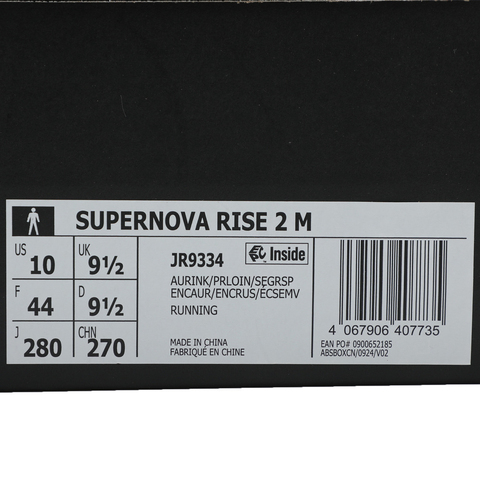 SUPERNOVA RISE 2 M
US 10 UK 9½
F 44 D 9½
J 280 CHN 270
JR9334 Inside
AURINK/PRLOIN/SEGRSP
ENCAUR/ENCRUS/ECSEMV
RUNNING
MADE IN CHINA
FABRIQUÉ EN CHINE
4 067906 407735
EAN PO# 0900652185
ABSBOXCN/0924/V02